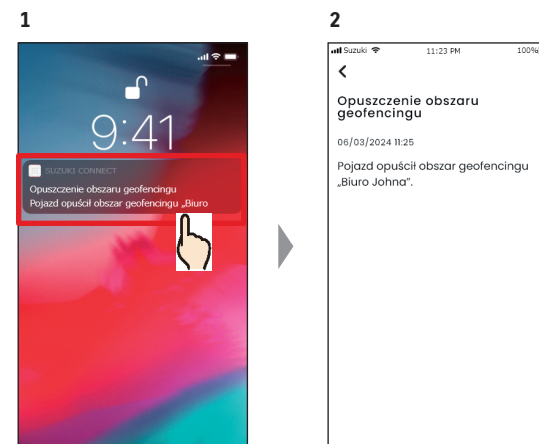 1
9:41
SUZUKI CONNECT
Opuszczenie obszaru geofencingu
Pojazd opuścił obszar geofencingu „Biuro
2
Suzuki 11:23 PM 100%
Opuszczenie obszaru
geofencingu
06/03/2024 11:25
Pojazd opuścił obszar geofencingu
„Biuro Johna”.